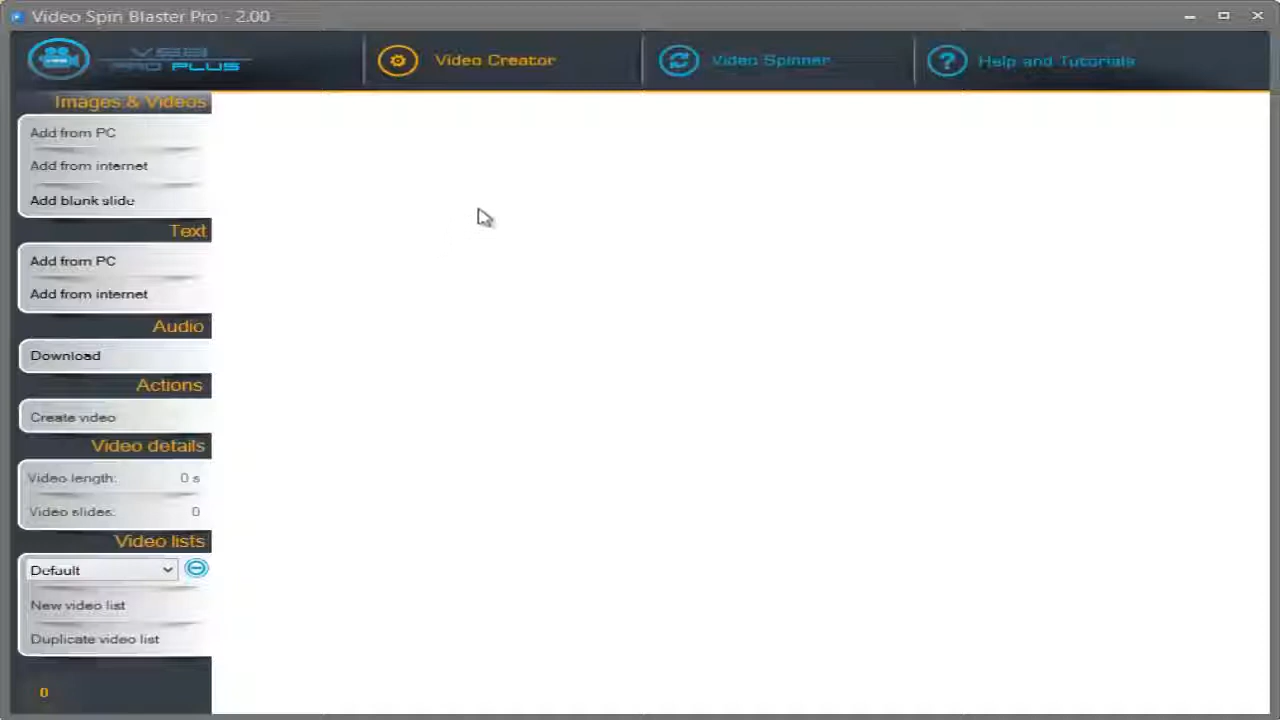 Video Spin Blaster Pro - 2.00
VSB
PRO PLUS
Video Creator
Video Spinner
Help and Tutorials
Images & Videos
Add from PC
Add from internet
Add blank slide
Text
Add from PC
Add from internet
Audio
Download
Actions
Create video
Video details
Video length: 0 s
Video slides: 0
Video lists
Default
New video list
Duplicate video list
0